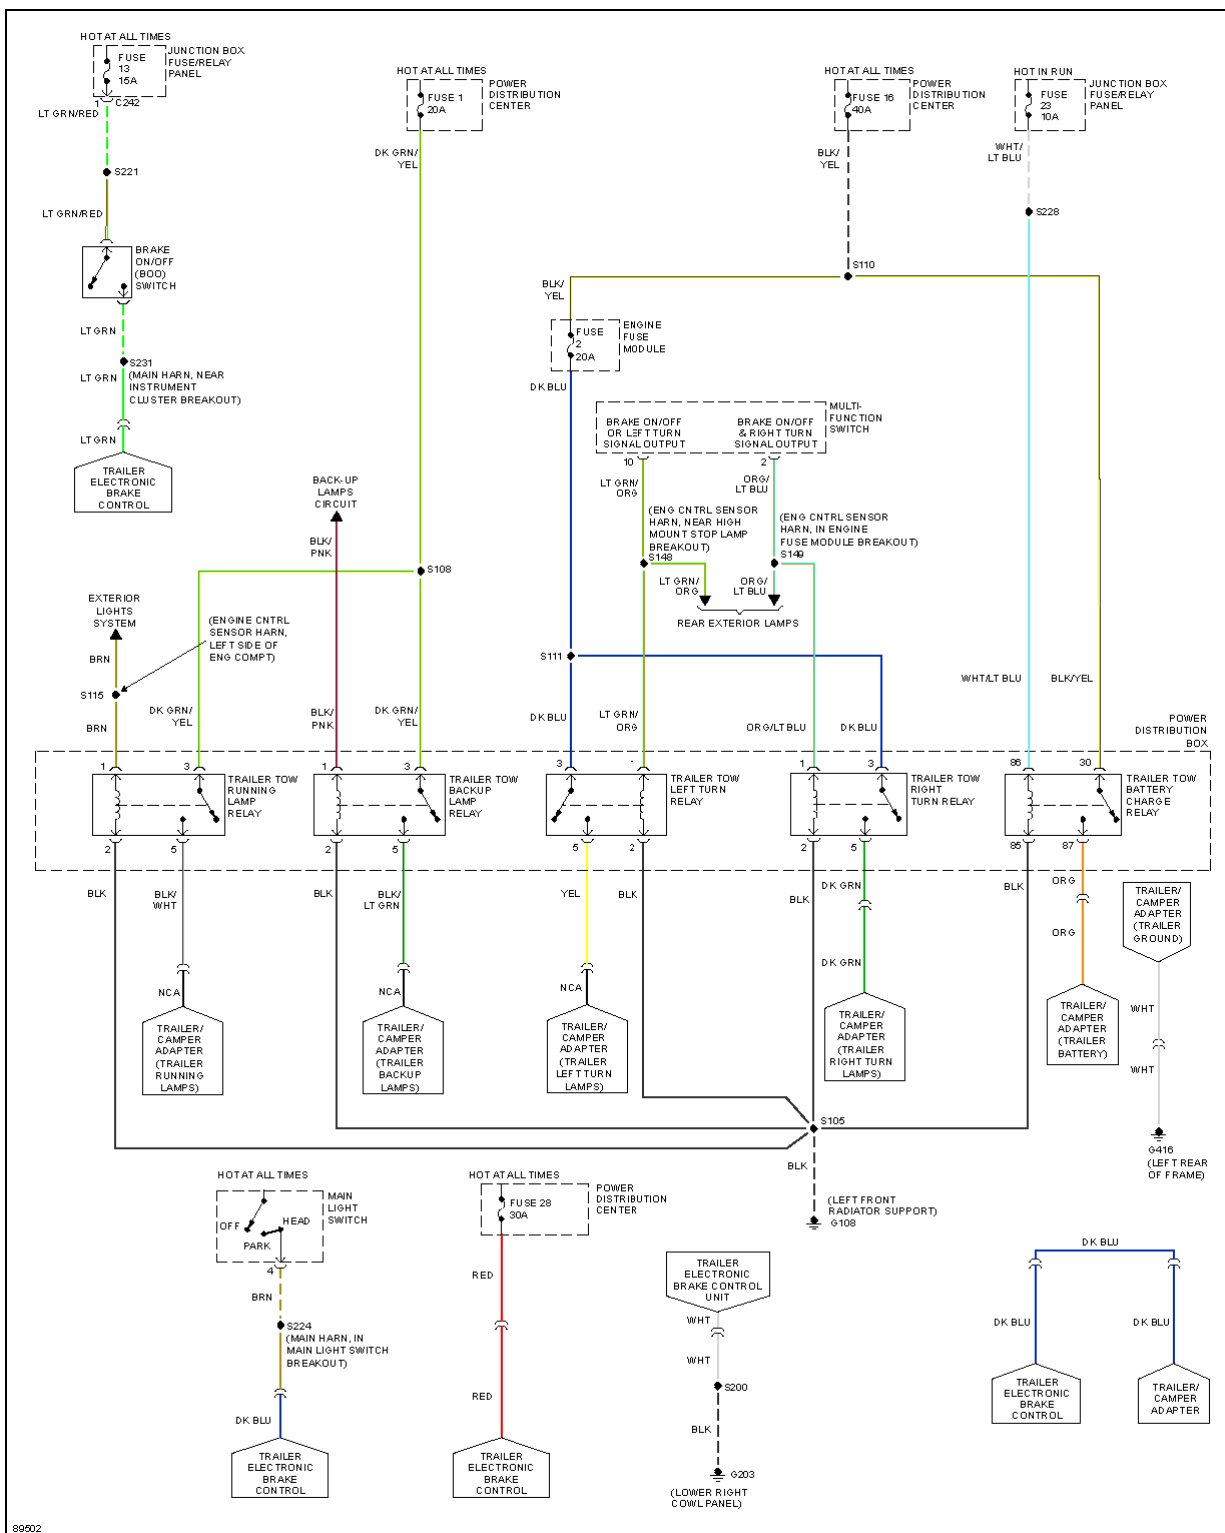 HOT AT ALL TIMES
FUSE
13
15A
JUNCTION BOX
FUSE/RELAY
PANEL
1
C242
LT GRN/RED
S221
LT GRN/RED
BRAKE
ON/OFF
(BOO)
SWITCH
LT GRN
S231
(MAIN HARN, NEAR
INSTRUMENT
CLUSTER BREAKOUT)
LT GRN
LT GRN
TRAILER
ELECTRONIC
BRAKE
CONTROL
HOT AT ALL TIMES
FUSE 1
20A
POWER
DISTRIBUTION
CENTER
DK GRN/
YEL
HOT AT ALL TIMES
FUSE 16
40A
POWER
DISTRIBUTION
CENTER
BLK/
YEL
HOT IN RUN
FUSE
23
10A
JUNCTION BOX
FUSE/RELAY
PANEL
WHT/
LT BLU
S228
S110
BLK/
YEL
FUSE
2
20A
ENGINE
FUSE
MODULE
DK BLU
BRAKE ON/OFF
OR LEFT TURN
SIGNAL OUTPUT
BRAKE ON/OFF
& RIGHT TURN
SIGNAL OUTPUT
MULTI-
FUNCTION
SWITCH
10
2
LT GRN/
ORG
ORG/
LT BLU
(ENG CNTRL SENSOR
HARN, NEAR HIGH
MOUNT STOP LAMP
BREAKOUT)
S148
(ENG CNTRL SENSOR
HARN, IN ENGINE
FUSE MODULE BREAKOUT)
S149
LT GRN/
ORG
ORG/
LT BLU
REAR EXTERIOR LAMPS
BACK-UP
LAMPS
CIRCUIT
BLK/
PNK
S108
EXTERIOR
LIGHTS
SYSTEM
(ENGINE CNTRL
SENSOR HARN,
LEFT SIDE OF
ENG COMPT)
BRN
S115
BRN
DK GRN/
YEL
BLK/
PNK
DK GRN/
YEL
S111
DK BLU
LT GRN/
ORG
ORG/LT BLU
DK BLU
WHT/LT BLU
BLK/YEL
POWER
DISTRIBUTION
BOX
1
3
TRAILER TOW
RUNNING
LAMP
RELAY
2
5
1
3
TRAILER TOW
BACKUP
LAMP
RELAY
2
5
3
1
TRAILER TOW
LEFT TURN
RELAY
5
2
1
3
TRAILER TOW
RIGHT
TURN RELAY
2
5
86
30
TRAILER TOW
BATTERY
CHARGE
RELAY
85
87
BLK
BLK/
WHT
BLK
BLK/
LT GRN
YEL
BLK
BLK
DK GRN
BLK
ORG
TRAILER/
CAMPER
ADAPTER
(TRAILER
GROUND)
DK GRN
ORG
NCA
NCA
NCA
TRAILER/
CAMPER
ADAPTER
(TRAILER
RUNNING
LAMPS)
TRAILER/
CAMPER
ADAPTER
(TRAILER
BACKUP
LAMPS)
TRAILER/
CAMPER
ADAPTER
(TRAILER
LEFT TURN
LAMPS)
TRAILER/
CAMPER
ADAPTER
(TRAILER
RIGHT TURN
LAMPS)
TRAILER/
CAMPER
ADAPTER
(TRAILER
BATTERY)
WHT
WHT
G416
(LEFT REAR
OF FRAME)
S105
BLK
(LEFT FRONT
RADIATOR SUPPORT)
G108
HOT AT ALL TIMES
MAIN
LIGHT
SWITCH
OFF
HEAD
PARK
4
BRN
S224
(MAIN HARN, IN
MAIN LIGHT SWITCH
BREAKOUT)
DK BLU
TRAILER
ELECTRONIC
BRAKE
CONTROL
HOT AT ALL TIMES
FUSE 28
30A
POWER
DISTRIBUTION
CENTER
RED
RED
TRAILER
ELECTRONIC
BRAKE
CONTROL
TRAILER
ELECTRONIC
BRAKE CONTROL
UNIT
WHT
WHT
S200
BLK
G203
(LOWER RIGHT
COWL PANEL)
DK BLU
DK BLU
DK BLU
TRAILER
ELECTRONIC
BRAKE
CONTROL
TRAILER/
CAMPER
ADAPTER
89502